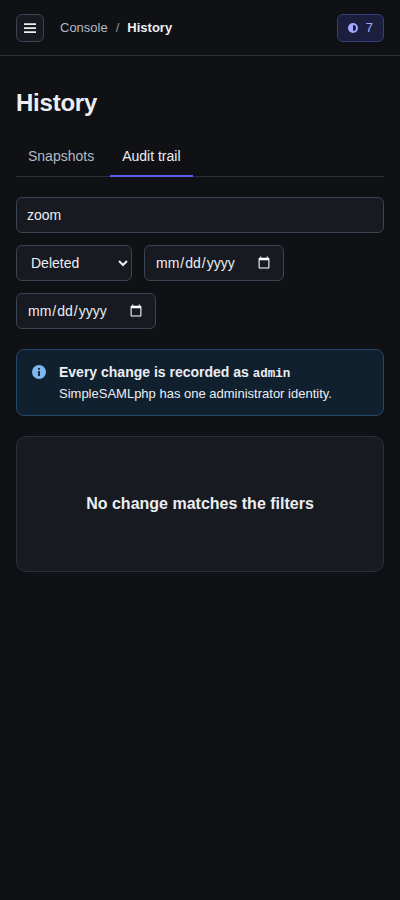 Console / History
7
History
Snapshots Audit trail
zoom
Deleted mm/dd/yyyy
mm/dd/yyyy
Every change is recorded as admin
SimpleSAMLphp has one administrator identity.
No change matches the filters